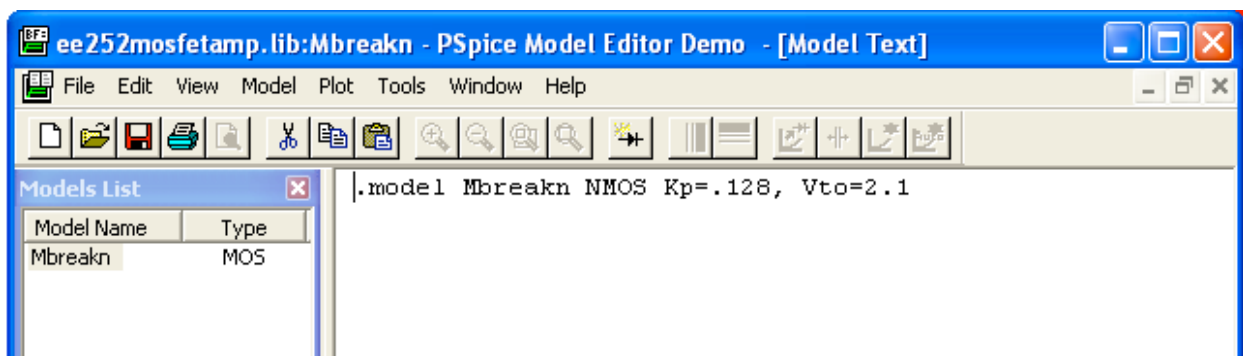 ee252mosfetamp.lib:Mbreakn - PSpice Model Editor Demo - [Model Text]
File Edit View Model Plot Tools Window Help
Models List
.model Mbreakn NMOS Kp=.128, Vto=2.1
Model Name Type
Mbreakn MOS